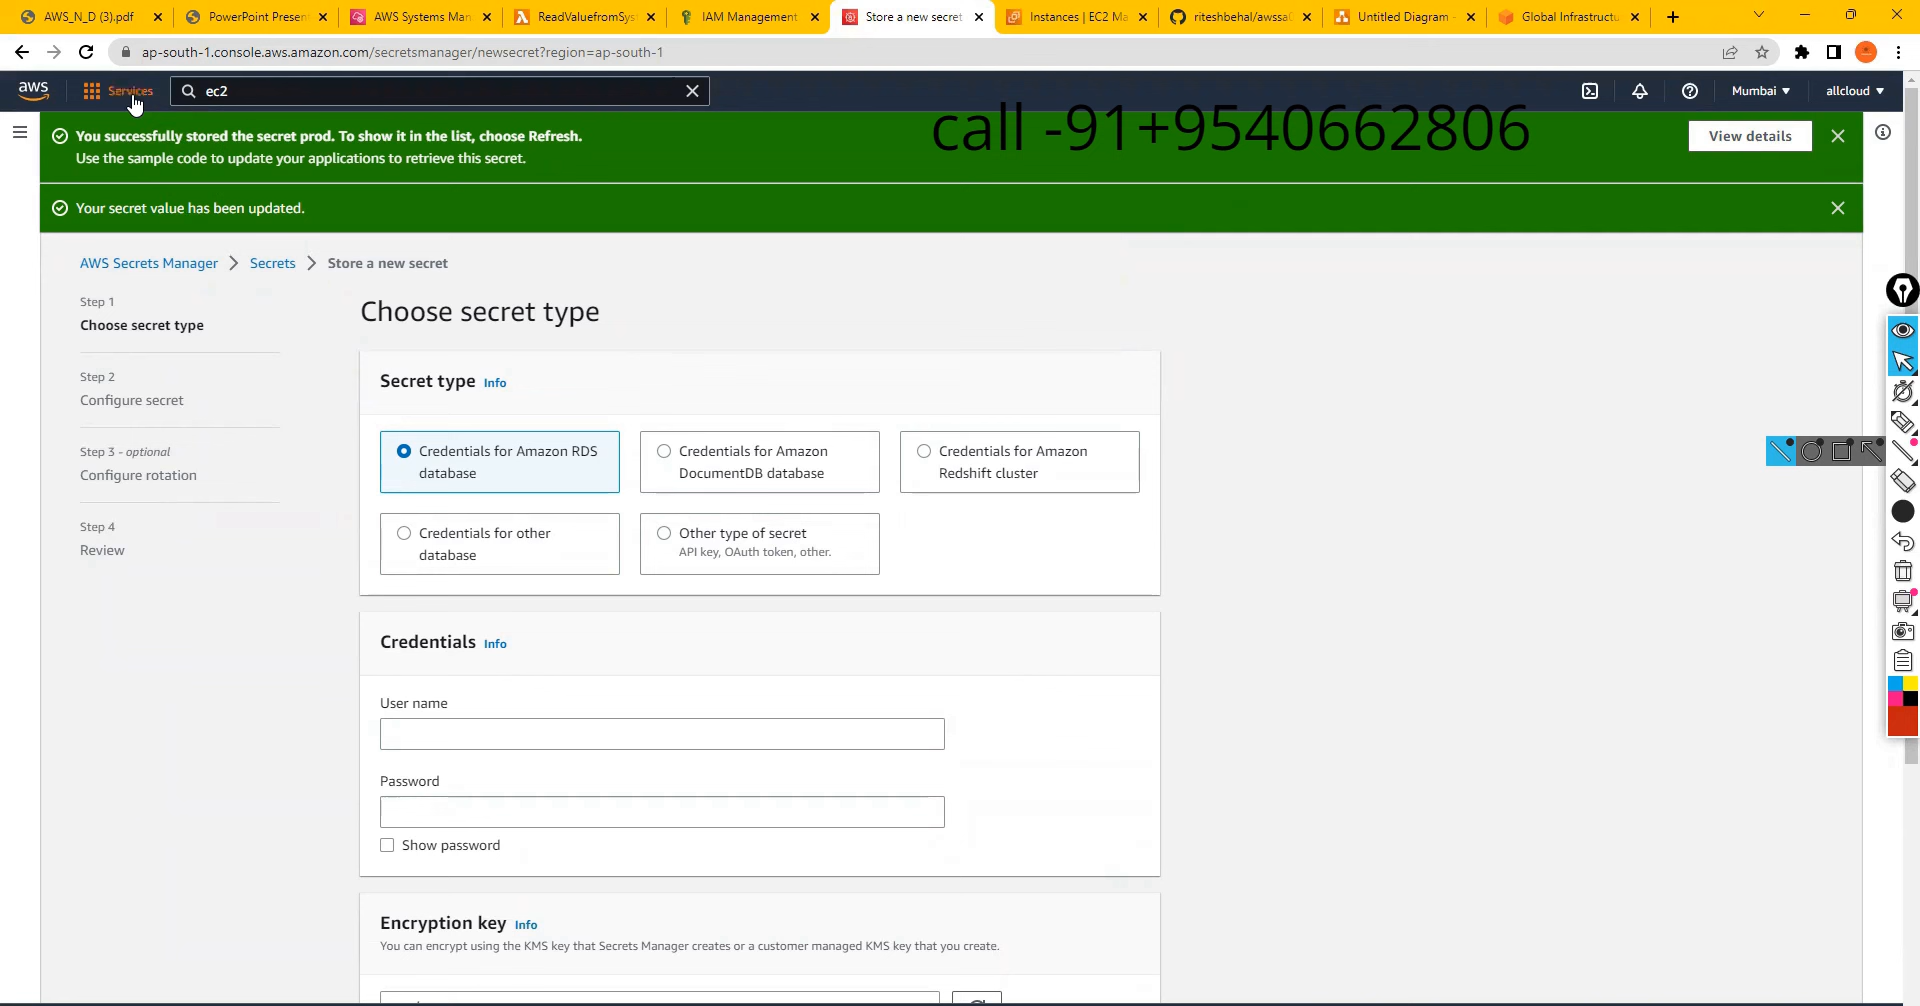 AWS_N_D (3).pdf
PowerPoint Present
AWS Systems Man
ReadValuefromSys
IAM Management
Store a new secret
Instances | EC2 Ma
riteshbehal/awssa
Untitled Diagram -
Global Infrastructu
ap-south-1.console.aws.amazon.com/secretsmanager/newsecret?region=ap-south-1
aws
Services
ec2
Mumbai
allcloud
call -91+9540662806
You successfully stored the secret prod. To show it in the list, choose Refresh.
Use the sample code to update your applications to retrieve this secret.
View details
Your secret value has been updated.
AWS Secrets Manager
Secrets
Store a new secret
Step 1
Choose secret type
Step 2
Configure secret
Step 3 - optional
Configure rotation
Step 4
Review
Choose secret type
Secret type Info
Credentials for Amazon RDS
database
Credentials for Amazon
DocumentDB database
Credentials for Amazon
Redshift cluster
Credentials for other
database
Other type of secret
API key, OAuth token, other.
Credentials Info
User name
Password
Show password
Encryption key Info
You can encrypt using the KMS key that Secrets Manager creates or a customer managed KMS key that you create.